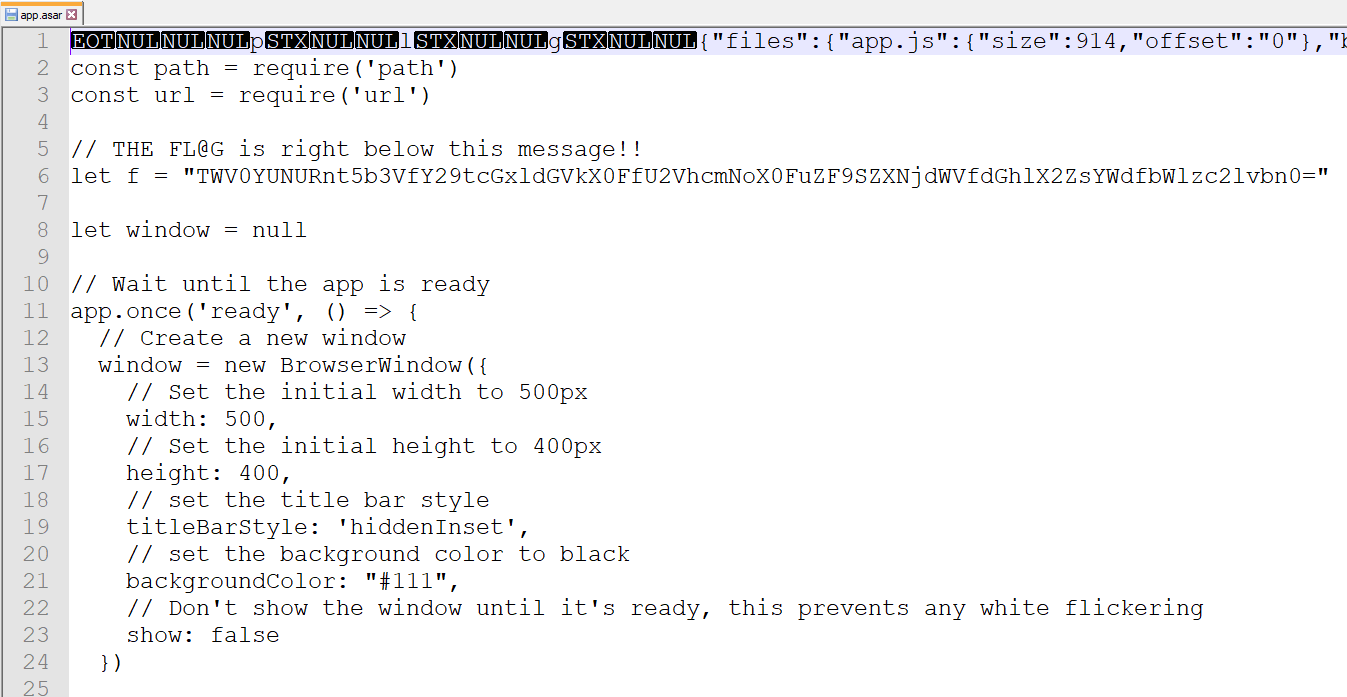 app.asar
1 EOTNULNULNULpSTXNULNULlSTXNULNULgSTXNULNUL{"files":{"app.js":{"size":914,"offset":"0"},"b
2 const path = require('path')
3 const url = require('url')
4
5 // THE FL@G is right below this message!!
6 let f = "TWV0YUNURnt5b3VfY29tcGxldGVkX0FfU2VhcmNoX0FuZF9SZXNjdWVfdGhlX2ZsYWdfbWlzc2lvbn0="
7
8 let window = null
9
10 // Wait until the app is ready
11 app.once('ready', () => {
12   // Create a new window
13   window = new BrowserWindow({
14     // Set the initial width to 500px
15     width: 500,
16     // Set the initial height to 400px
17     height: 400,
18     // set the title bar style
19     titleBarStyle: 'hiddenInset',
20     // set the background color to black
21     backgroundColor: "#111",
22     // Don't show the window until it's ready, this prevents any white flickering
23     show: false
24   })
25